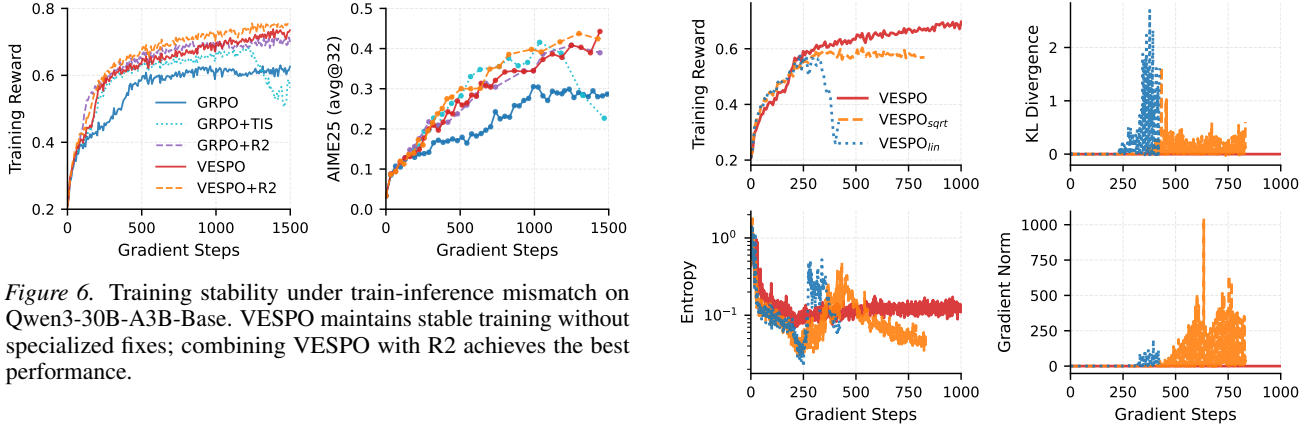 Training Reward
0.8
0.6
0.4
0.2
0
500
1000
1500
Gradient Steps
GRPO
GRPO+TIS
GRPO+R2
VESPO
VESPO+R2
AIME25 (avg@32)
0.5
0.4
0.3
0.2
0.1
0.0
0
500
1000
1500
Gradient Steps
Figure 6. Training stability under train-inference mismatch on
Qwen3-30B-A3B-Base. VESPO maintains stable training without
specialized fixes; combining VESPO with R2 achieves the best
performance.
Training Reward
0.6
0.4
0.2
0
250
500
750
1000
VESPO
VESPOsqrt
VESPOlin
KL Divergence
2
1
0
0
250
500
750
1000
Entropy
10⁰
10⁻¹
0
250
500
750
1000
Gradient Steps
Gradient Norm
1000
750
500
250
0
0
250
500
750
1000
Gradient Steps